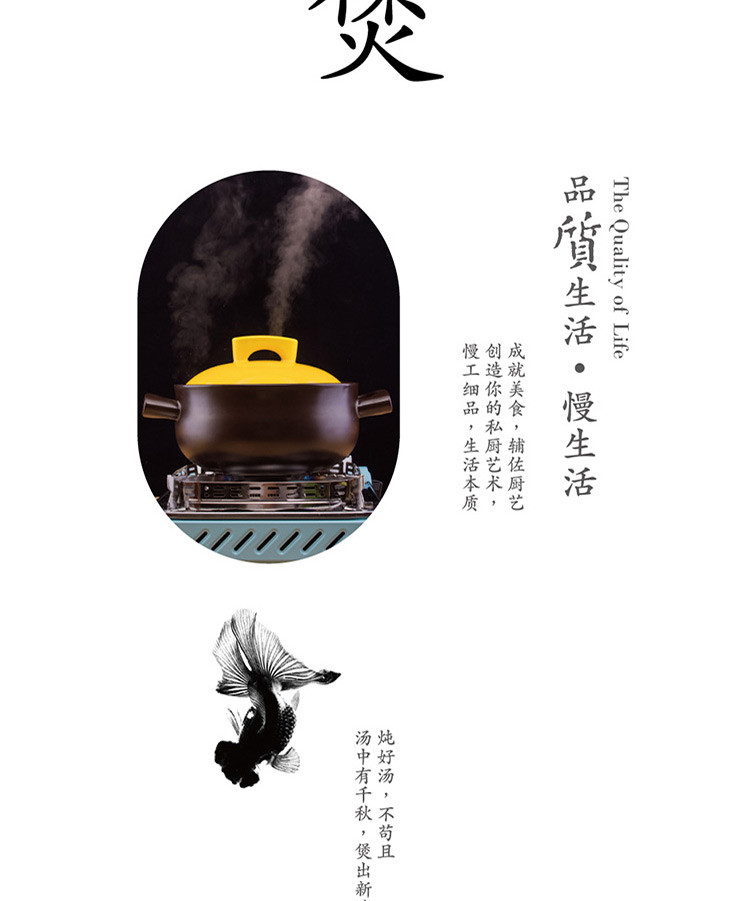 煲
The Quality of Life
品質生活·慢生活
成就美食，辅佐厨艺
创造你的私厨艺术，
慢工细品，生活本质
炖好汤，不苟且
汤中有千秋，煲出新